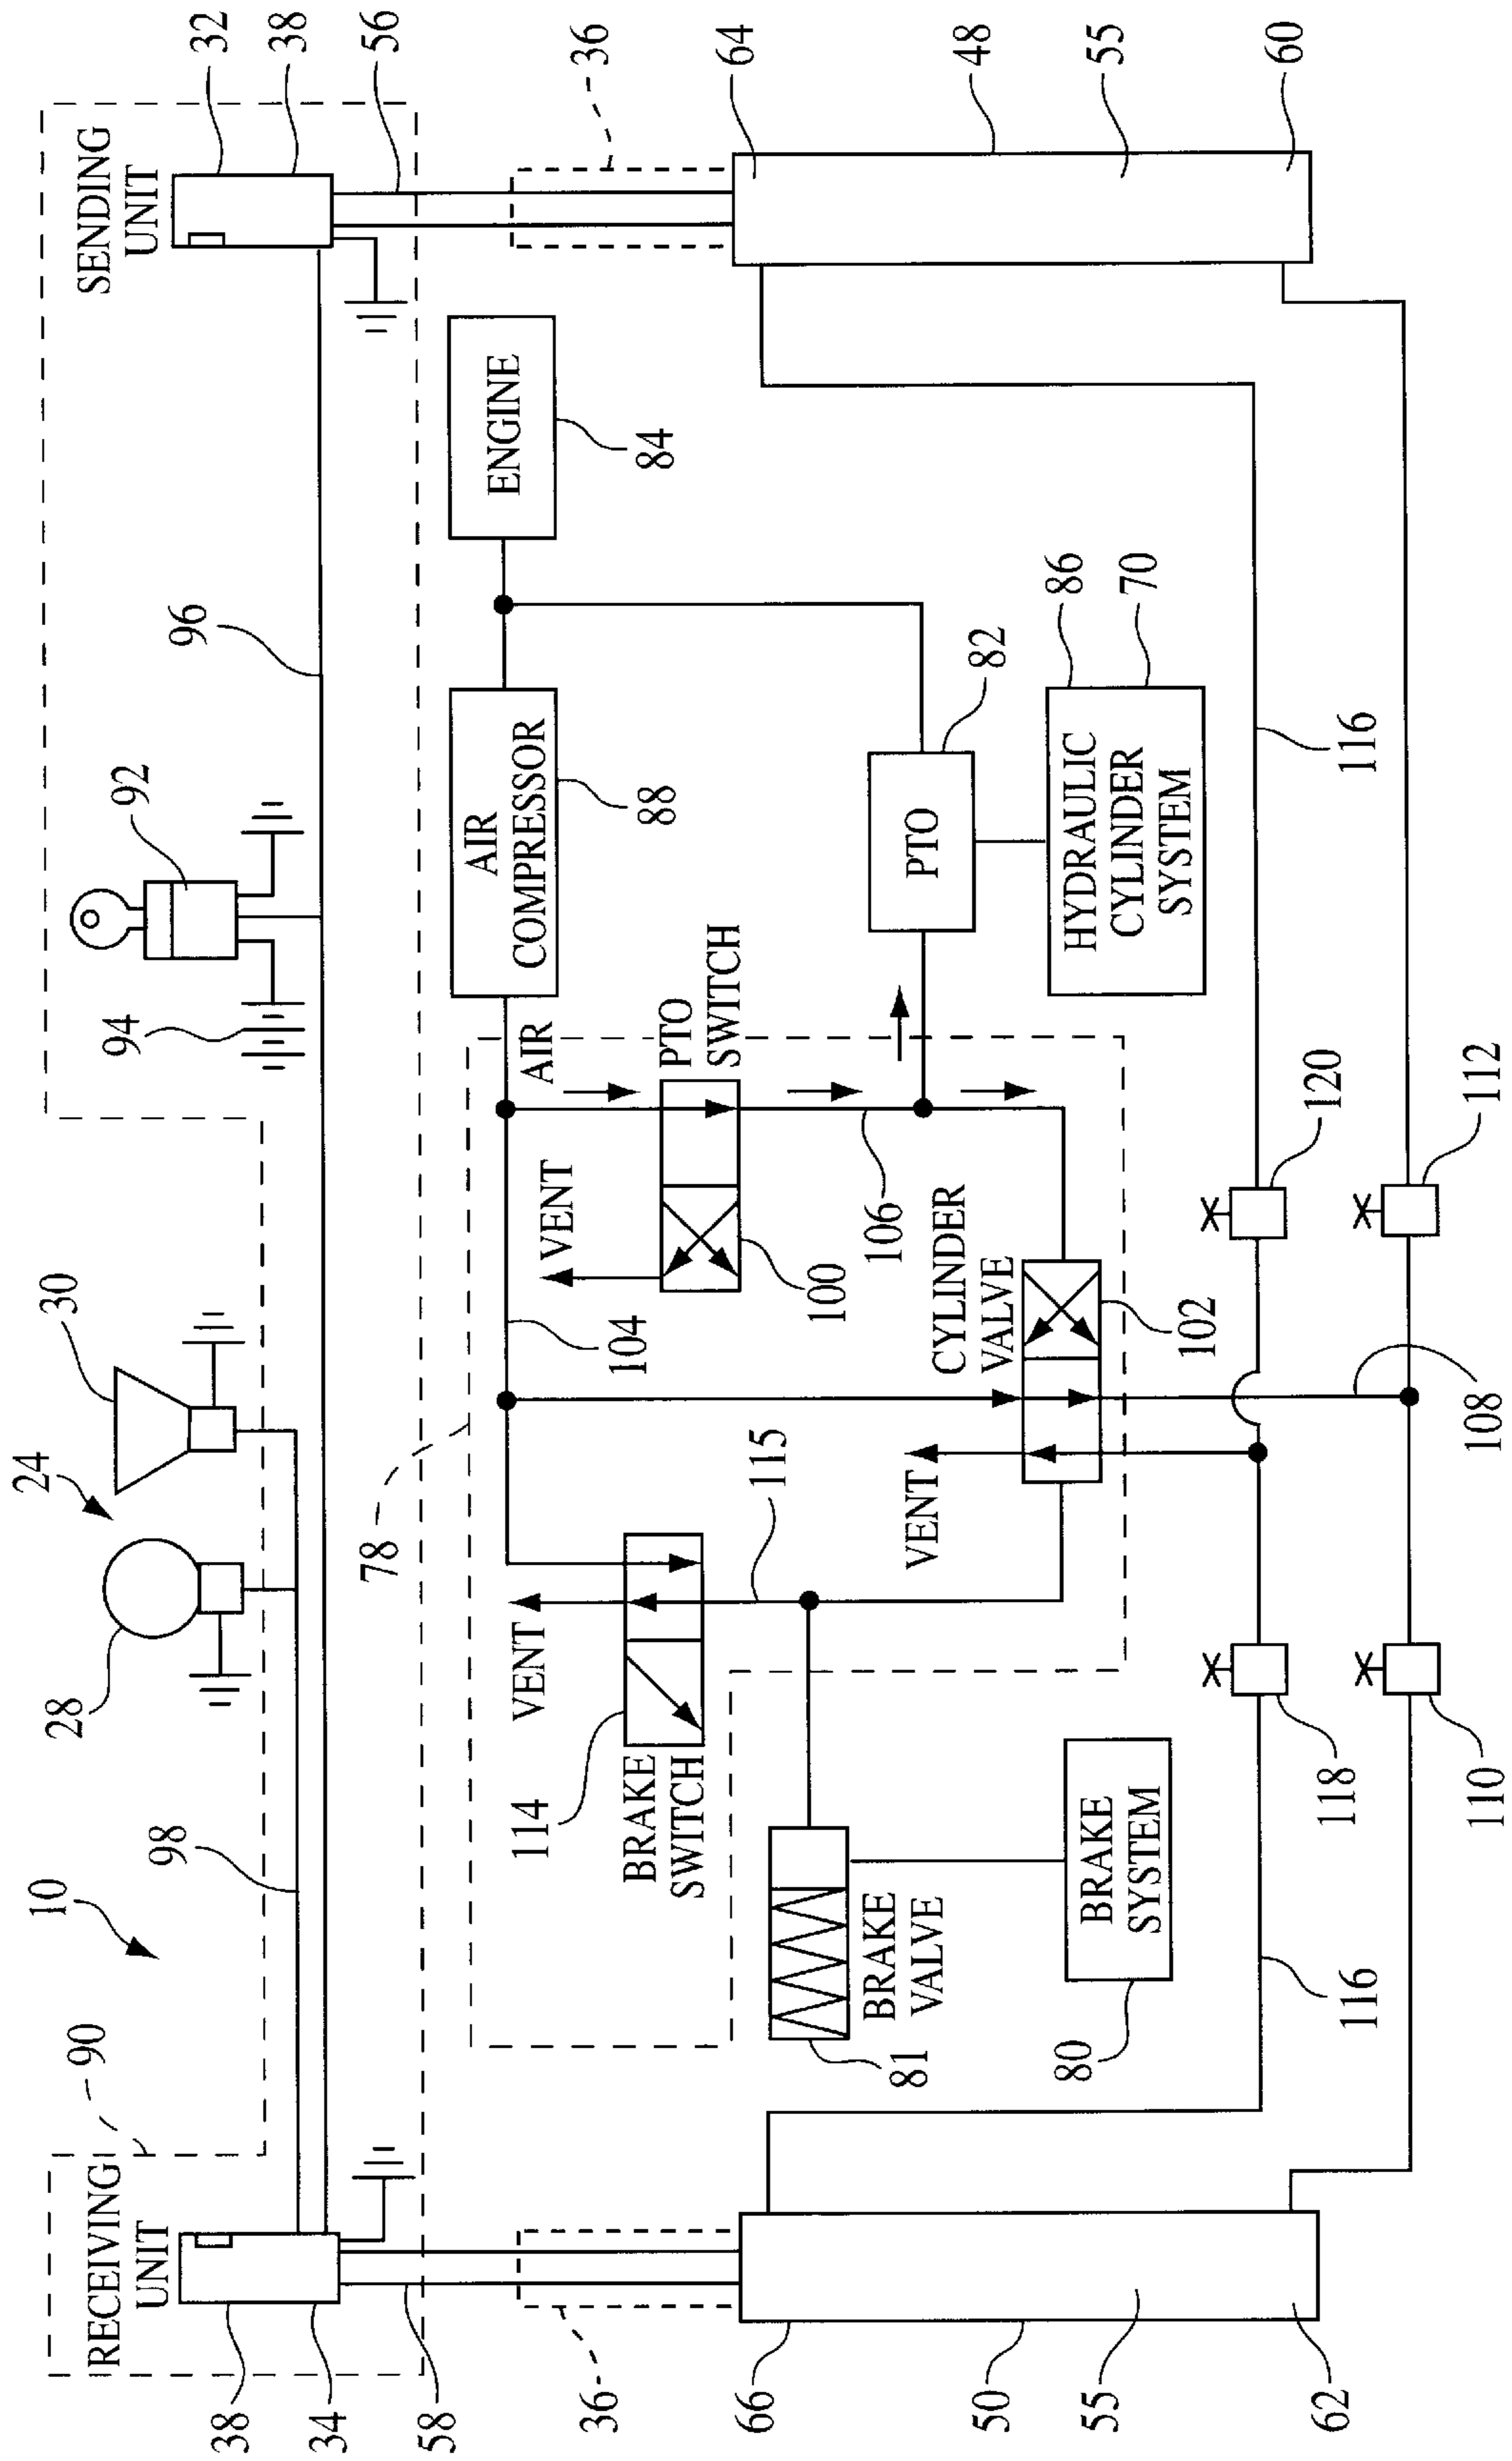 10
24
28
30
90
92
94
96
98
RECEIVING
UNIT
SENDING
UNIT
32
38
56
38
34
58
36
36
78
VENT
AIR
VENT
104
AIR
COMPRESSOR
88
ENGINE
84
114
BRAKE
SWITCH
PTO
SWITCH
100
115
106
66
64
81
BRAKE
VALVE
VENT
CYLINDER
VALVE
102
PTO
82
50
48
80
BRAKE
SYSTEM
HYDRAULIC
CYLINDER
SYSTEM
86
70
55
55
62
60
116
118
120
116
110
108
112